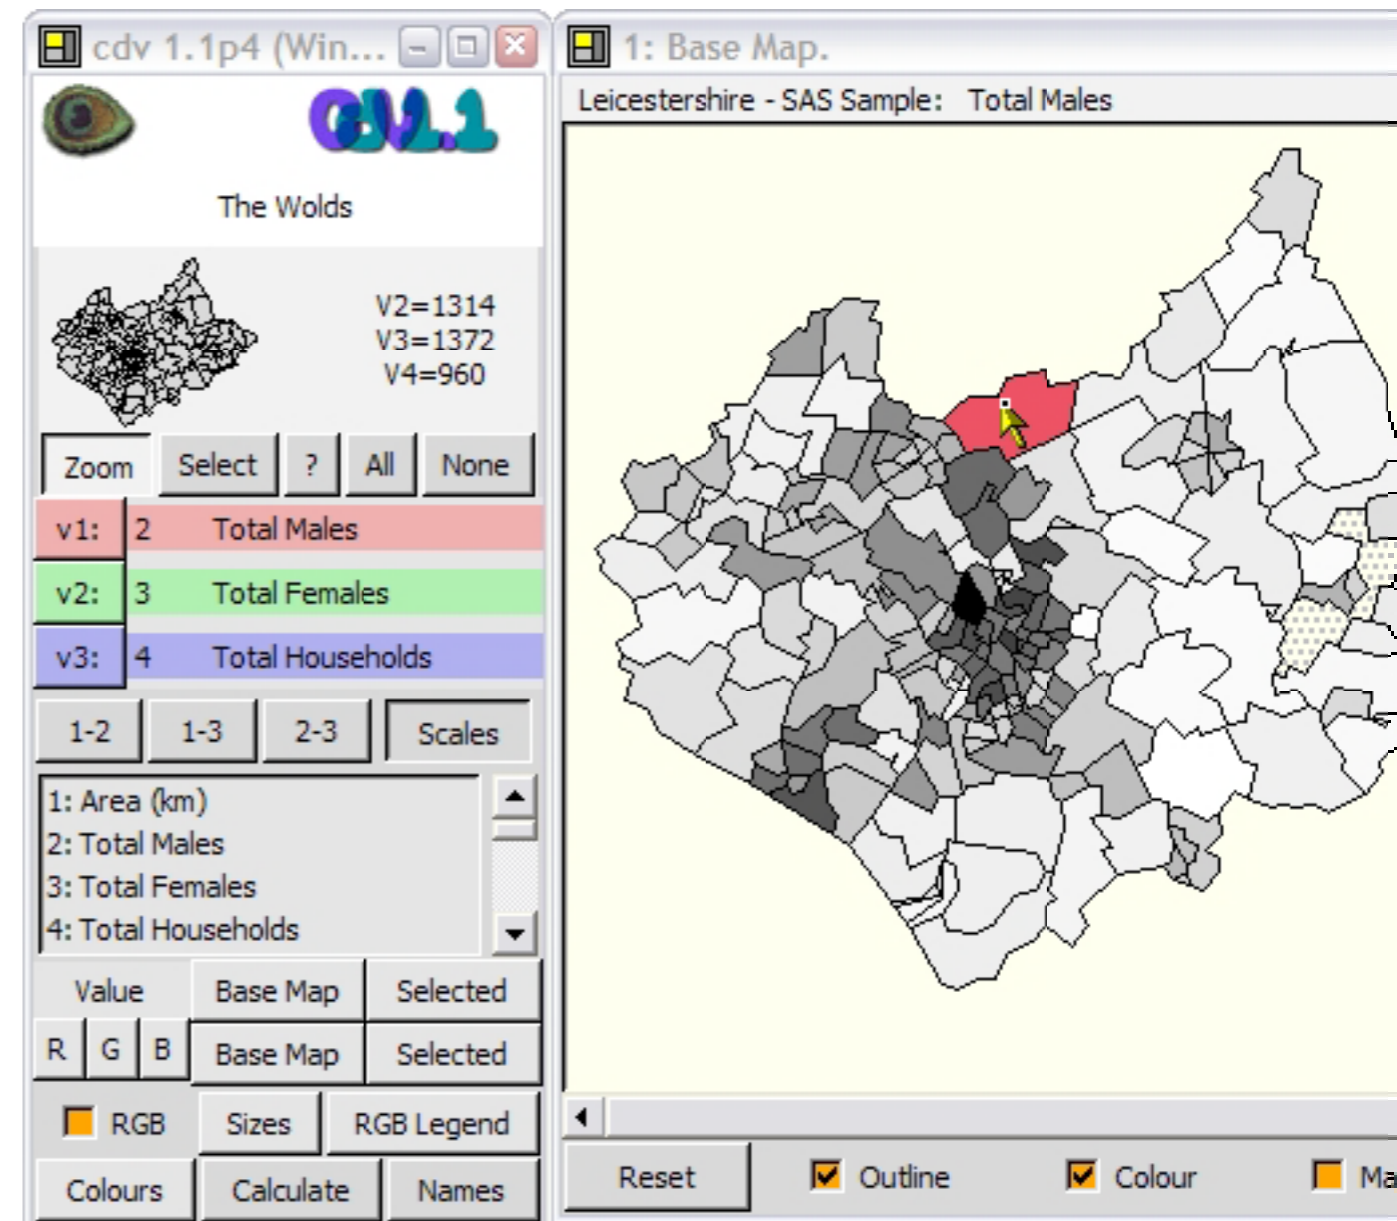 cdv 1.1p4 (Win...
cdv1.1
The Wolds
V2=1314
V3=1372
V4=960
Zoom Select ? All None
v1: 2 Total Males
v2: 3 Total Females
v3: 4 Total Households
1-2 1-3 2-3 Scales
1: Area (km)
2: Total Males
3: Total Females
4: Total Households
Value Base Map Selected
R G B Base Map Selected
RGB Sizes RGB Legend
Colours Calculate Names
1: Base Map.
Leicestershire - SAS Sample: Total Males
Reset Outline Colour